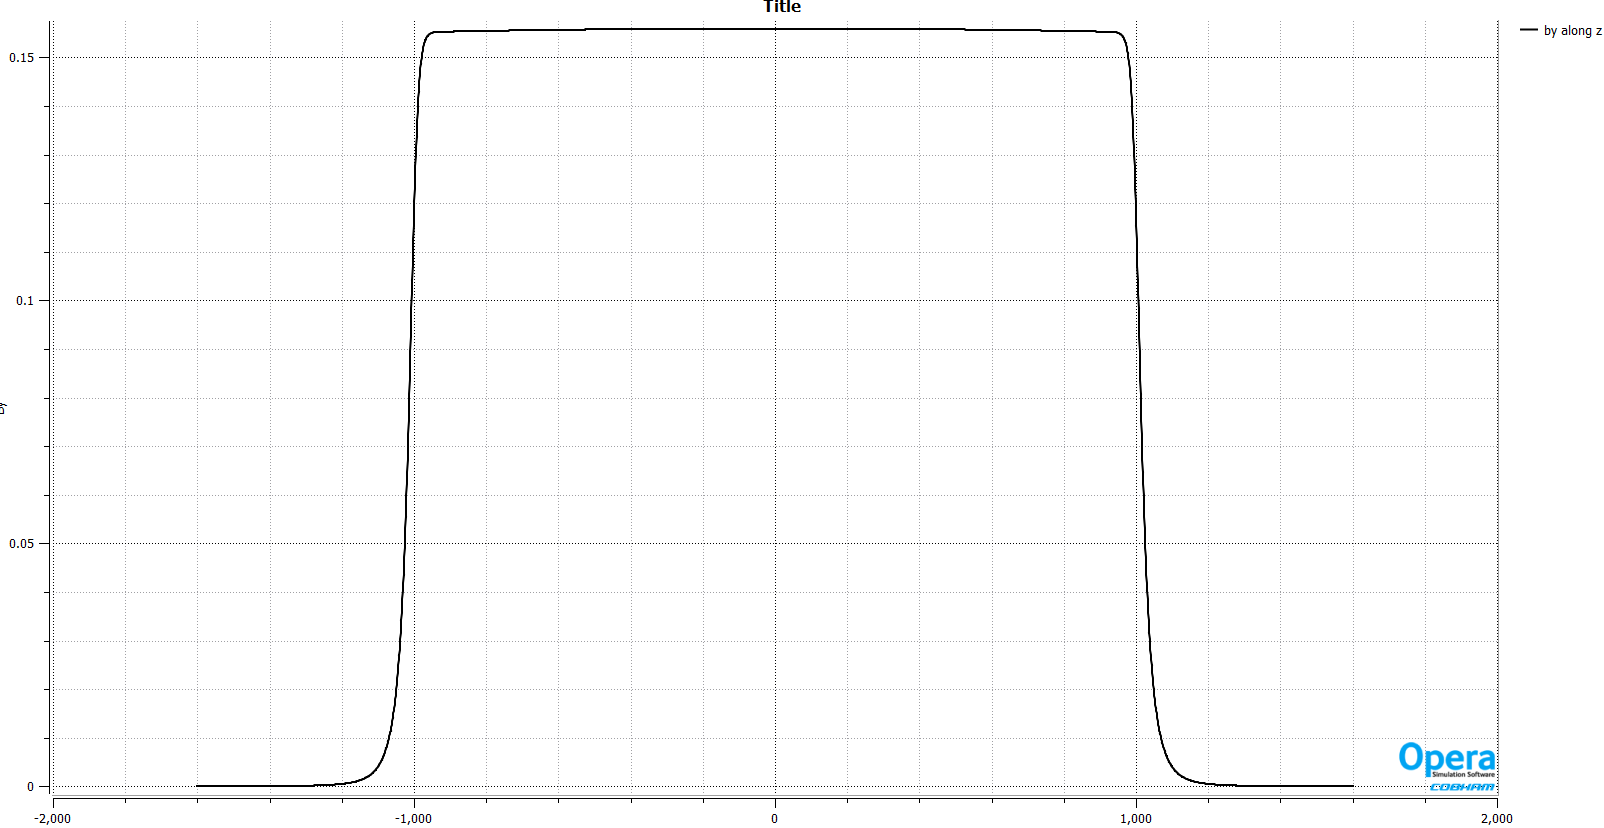 Title
by along z
0.15
0.1
0.05
0
-2,000
-1,000
0
1,000
2,000
Opera
Simulation Software
COBHAM